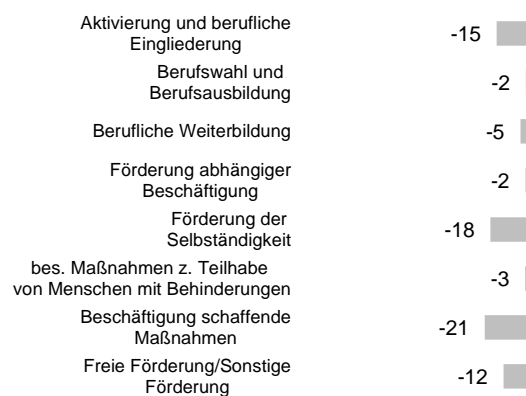 Aktivierung und berufliche
Eingliederung
-15
Berufswahl und
Berufsausbildung
-2
Berufliche Weiterbildung
-5
Förderung abhängiger
Beschäftigung
-2
Förderung der
Selbständigkeit
-18
bes. Maßnahmen z. Teilhabe
von Menschen mit Behinderungen
-3
Beschäftigung schaffende
Maßnahmen
-21
Freie Förderung/Sonstige
Förderung
-12